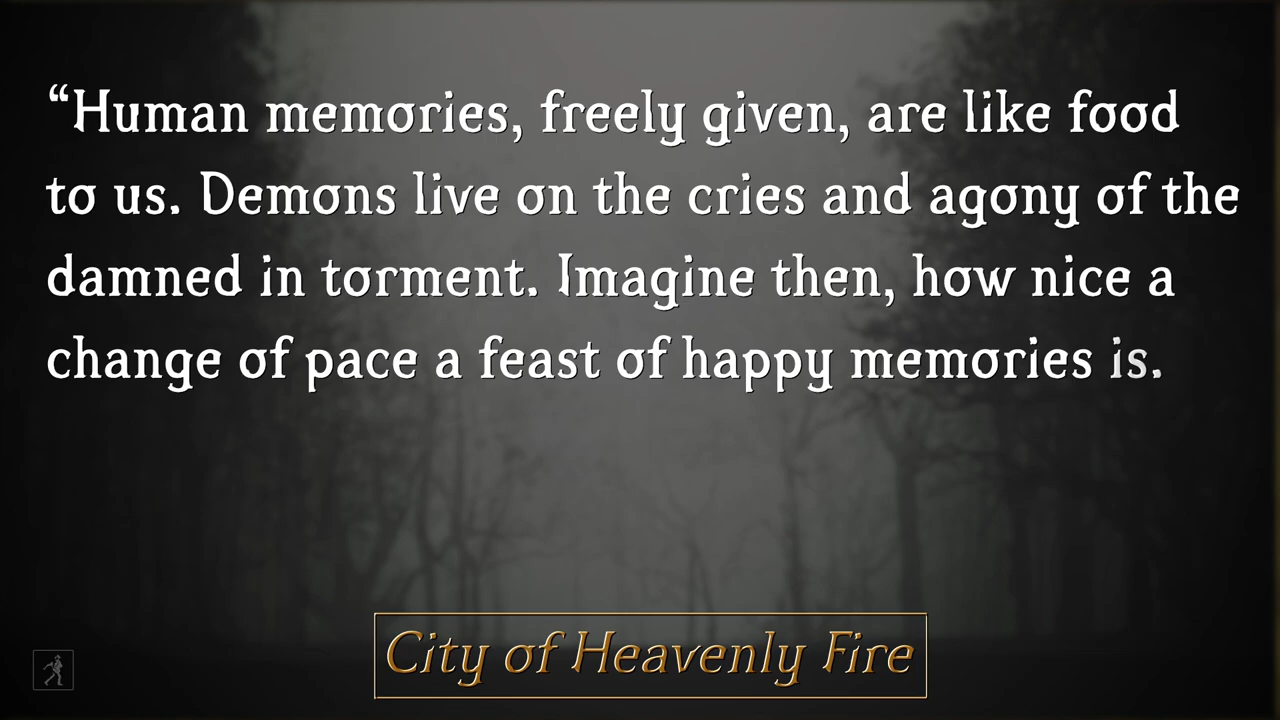 “Human memories, freely given, are like food
to us. Demons live on the cries and agony of the
damned in torment. Imagine then, how nice a
change of pace a feast of happy memories is.
City of Heavenly Fire